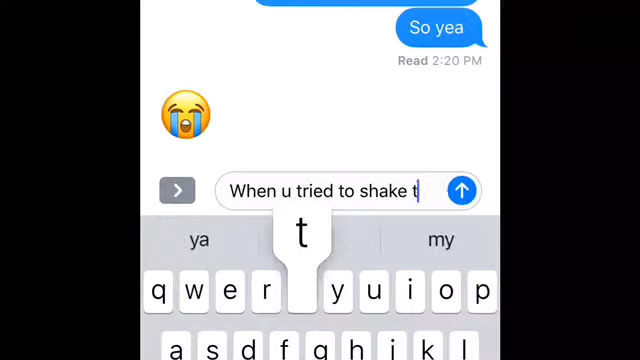 So yea
Read 2:20 PM
When u tried to shake t
ya
my
t
q w e r y u i o p
a s d f g h j k l